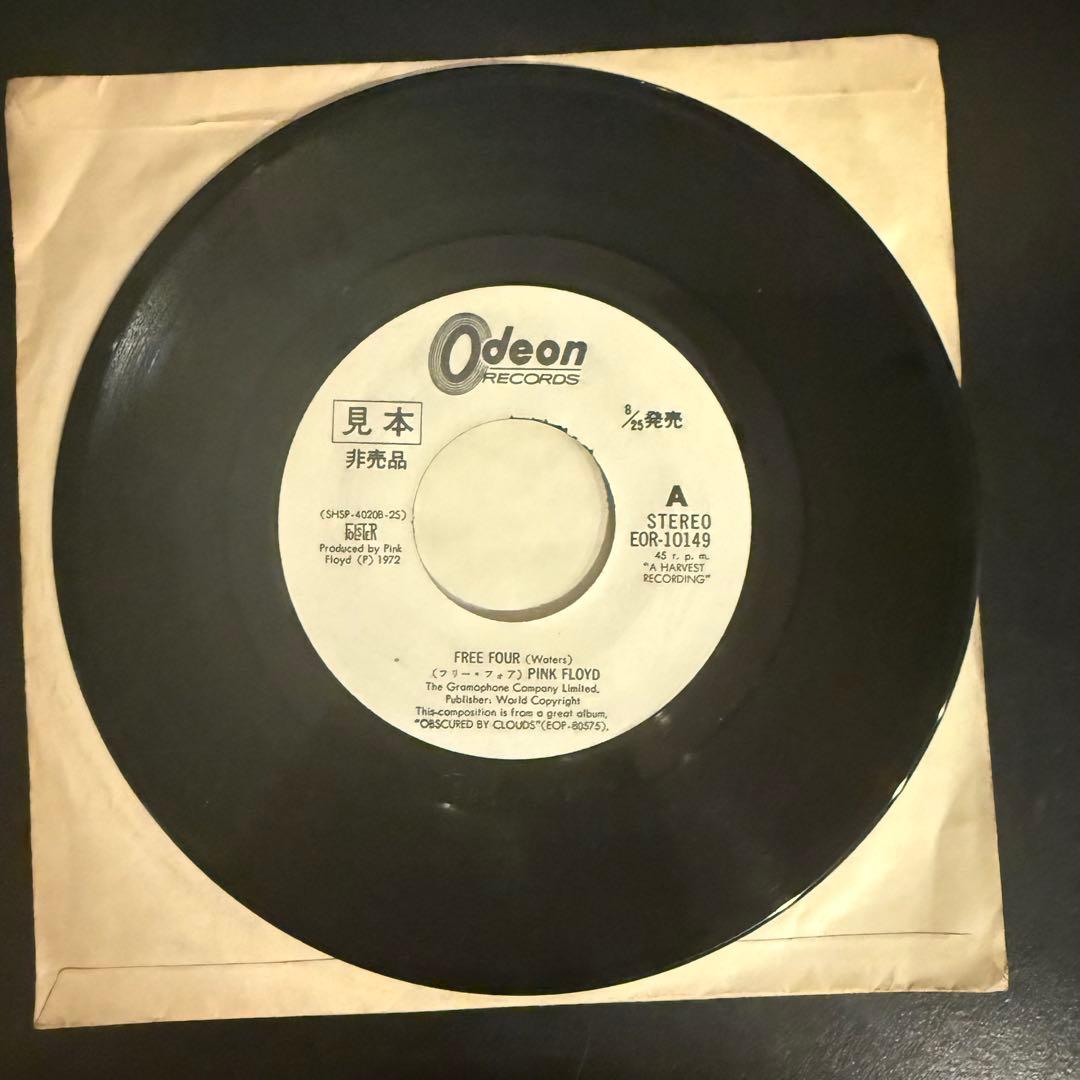 Odeon
RECORDS
見本
非売品
8/25発売
(SHSP-4020B-2S)
Produced by Pink
Floyd (P) 1972
A
STEREO
EOR-10149
45 r. p. m.
"A HARVEST
RECORDING"
FREE FOUR (Waters)
(フリー・フォア) PINK FLOYD
The Gramophone Company Limited.
Publisher: World Copyright
This composition is from a great album,
"OBSCURED BY CLOUDS"(EOP-80575).